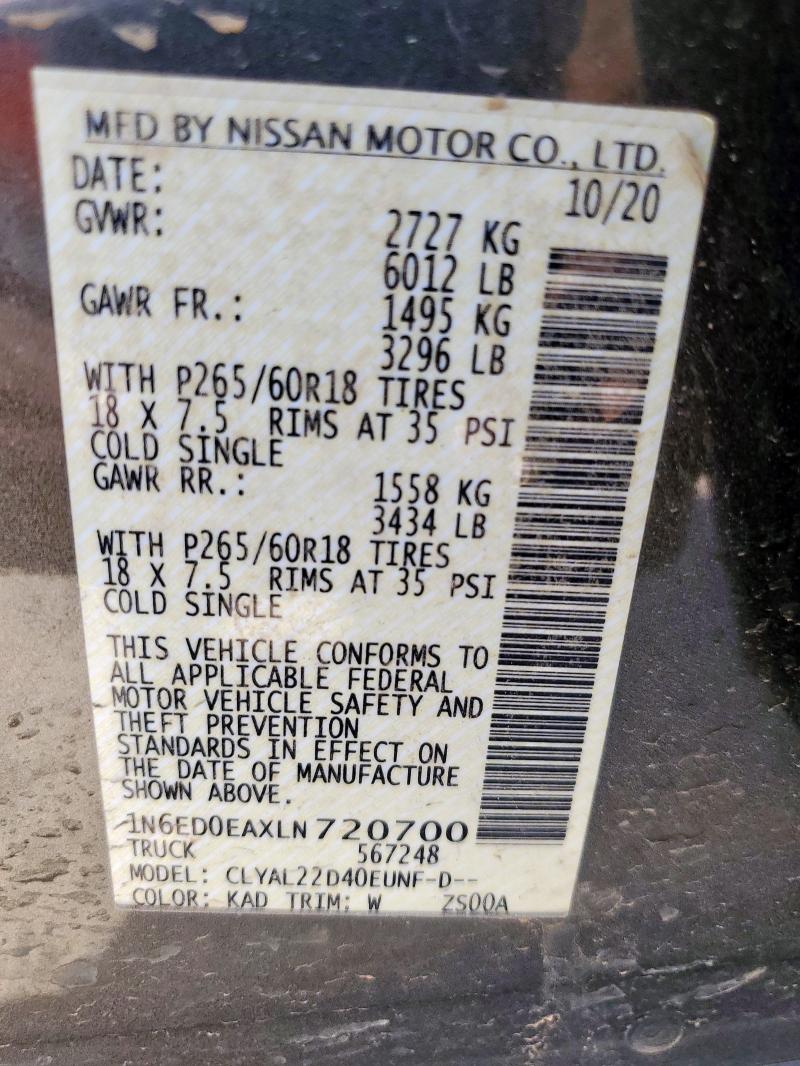 MFD BY NISSAN MOTOR CO., LTD.
DATE: 10/20
GVWR: 2727 KG
6012 LB
GAWR FR.: 1495 KG
3296 LB
WITH P265/60R18 TIRES
18 X 7.5 RIMS AT 35 PSI
COLD SINGLE
GAWR RR.: 1558 KG
3434 LB
WITH P265/60R18 TIRES
18 X 7.5 RIMS AT 35 PSI
COLD SINGLE
THIS VEHICLE CONFORMS TO
ALL APPLICABLE FEDERAL
MOTOR VEHICLE SAFETY AND
THEFT PREVENTION
STANDARDS IN EFFECT ON
THE DATE OF MANUFACTURE
SHOWN ABOVE.
1N6ED0EAXLN720700
TRUCK 567248
MODEL: CLYAL22D40EUNF-D--
COLOR: KAD TRIM: W ZS00A